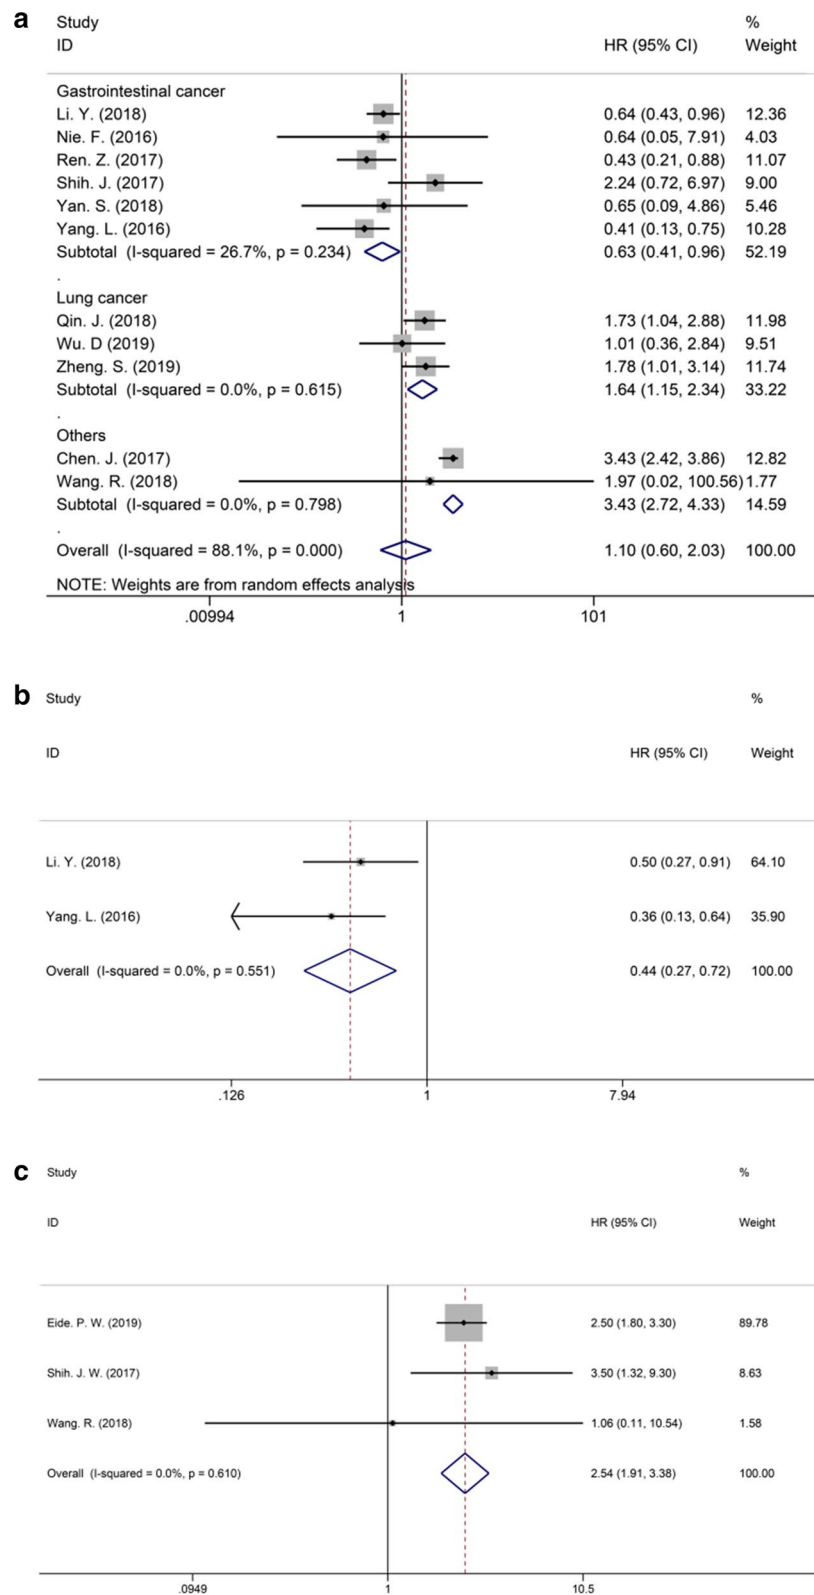 a
Study %
ID HR (95% CI) Weight
Gastrointestinal cancer
Li. Y. (2018) 0.64 (0.43, 0.96) 12.36
Nie. F. (2016) 0.64 (0.05, 7.91) 4.03
Ren. Z. (2017) 0.43 (0.21, 0.88) 11.07
Shih. J. (2017) 2.24 (0.72, 6.97) 9.00
Yan. S. (2018) 0.65 (0.09, 4.86) 5.46
Yang. L. (2016) 0.41 (0.13, 0.75) 10.28
Subtotal (I-squared = 26.7%, p = 0.234) 0.63 (0.41, 0.96) 52.19
.
Lung cancer
Qin. J. (2018) 1.73 (1.04, 2.88) 11.98
Wu. D (2019) 1.01 (0.36, 2.84) 9.51
Zheng. S. (2019) 1.78 (1.01, 3.14) 11.74
Subtotal (I-squared = 0.0%, p = 0.615) 1.64 (1.15, 2.34) 33.22
.
Others
Chen. J. (2017) 3.43 (2.42, 3.86) 12.82
Wang. R. (2018) 1.97 (0.02, 100.56) 1.77
Subtotal (I-squared = 0.0%, p = 0.798) 3.43 (2.72, 4.33) 14.59
.
Overall (I-squared = 88.1%, p = 0.000) 1.10 (0.60, 2.03) 100.00
NOTE: Weights are from random effects analysis
.00994 1 101
b
Study %
ID HR (95% CI) Weight
Li. Y. (2018) 0.50 (0.27, 0.91) 64.10
Yang. L. (2016) 0.36 (0.13, 0.64) 35.90
Overall (I-squared = 0.0%, p = 0.551) 0.44 (0.27, 0.72) 100.00
.126 1 7.94
c
Study %
ID HR (95% CI) Weight
Eide. P. W. (2019) 2.50 (1.80, 3.30) 89.78
Shih. J. W. (2017) 3.50 (1.32, 9.30) 8.63
Wang. R. (2018) 1.06 (0.11, 10.54) 1.58
Overall (I-squared = 0.0%, p = 0.610) 2.54 (1.91, 3.38) 100.00
.0949 1 10.5